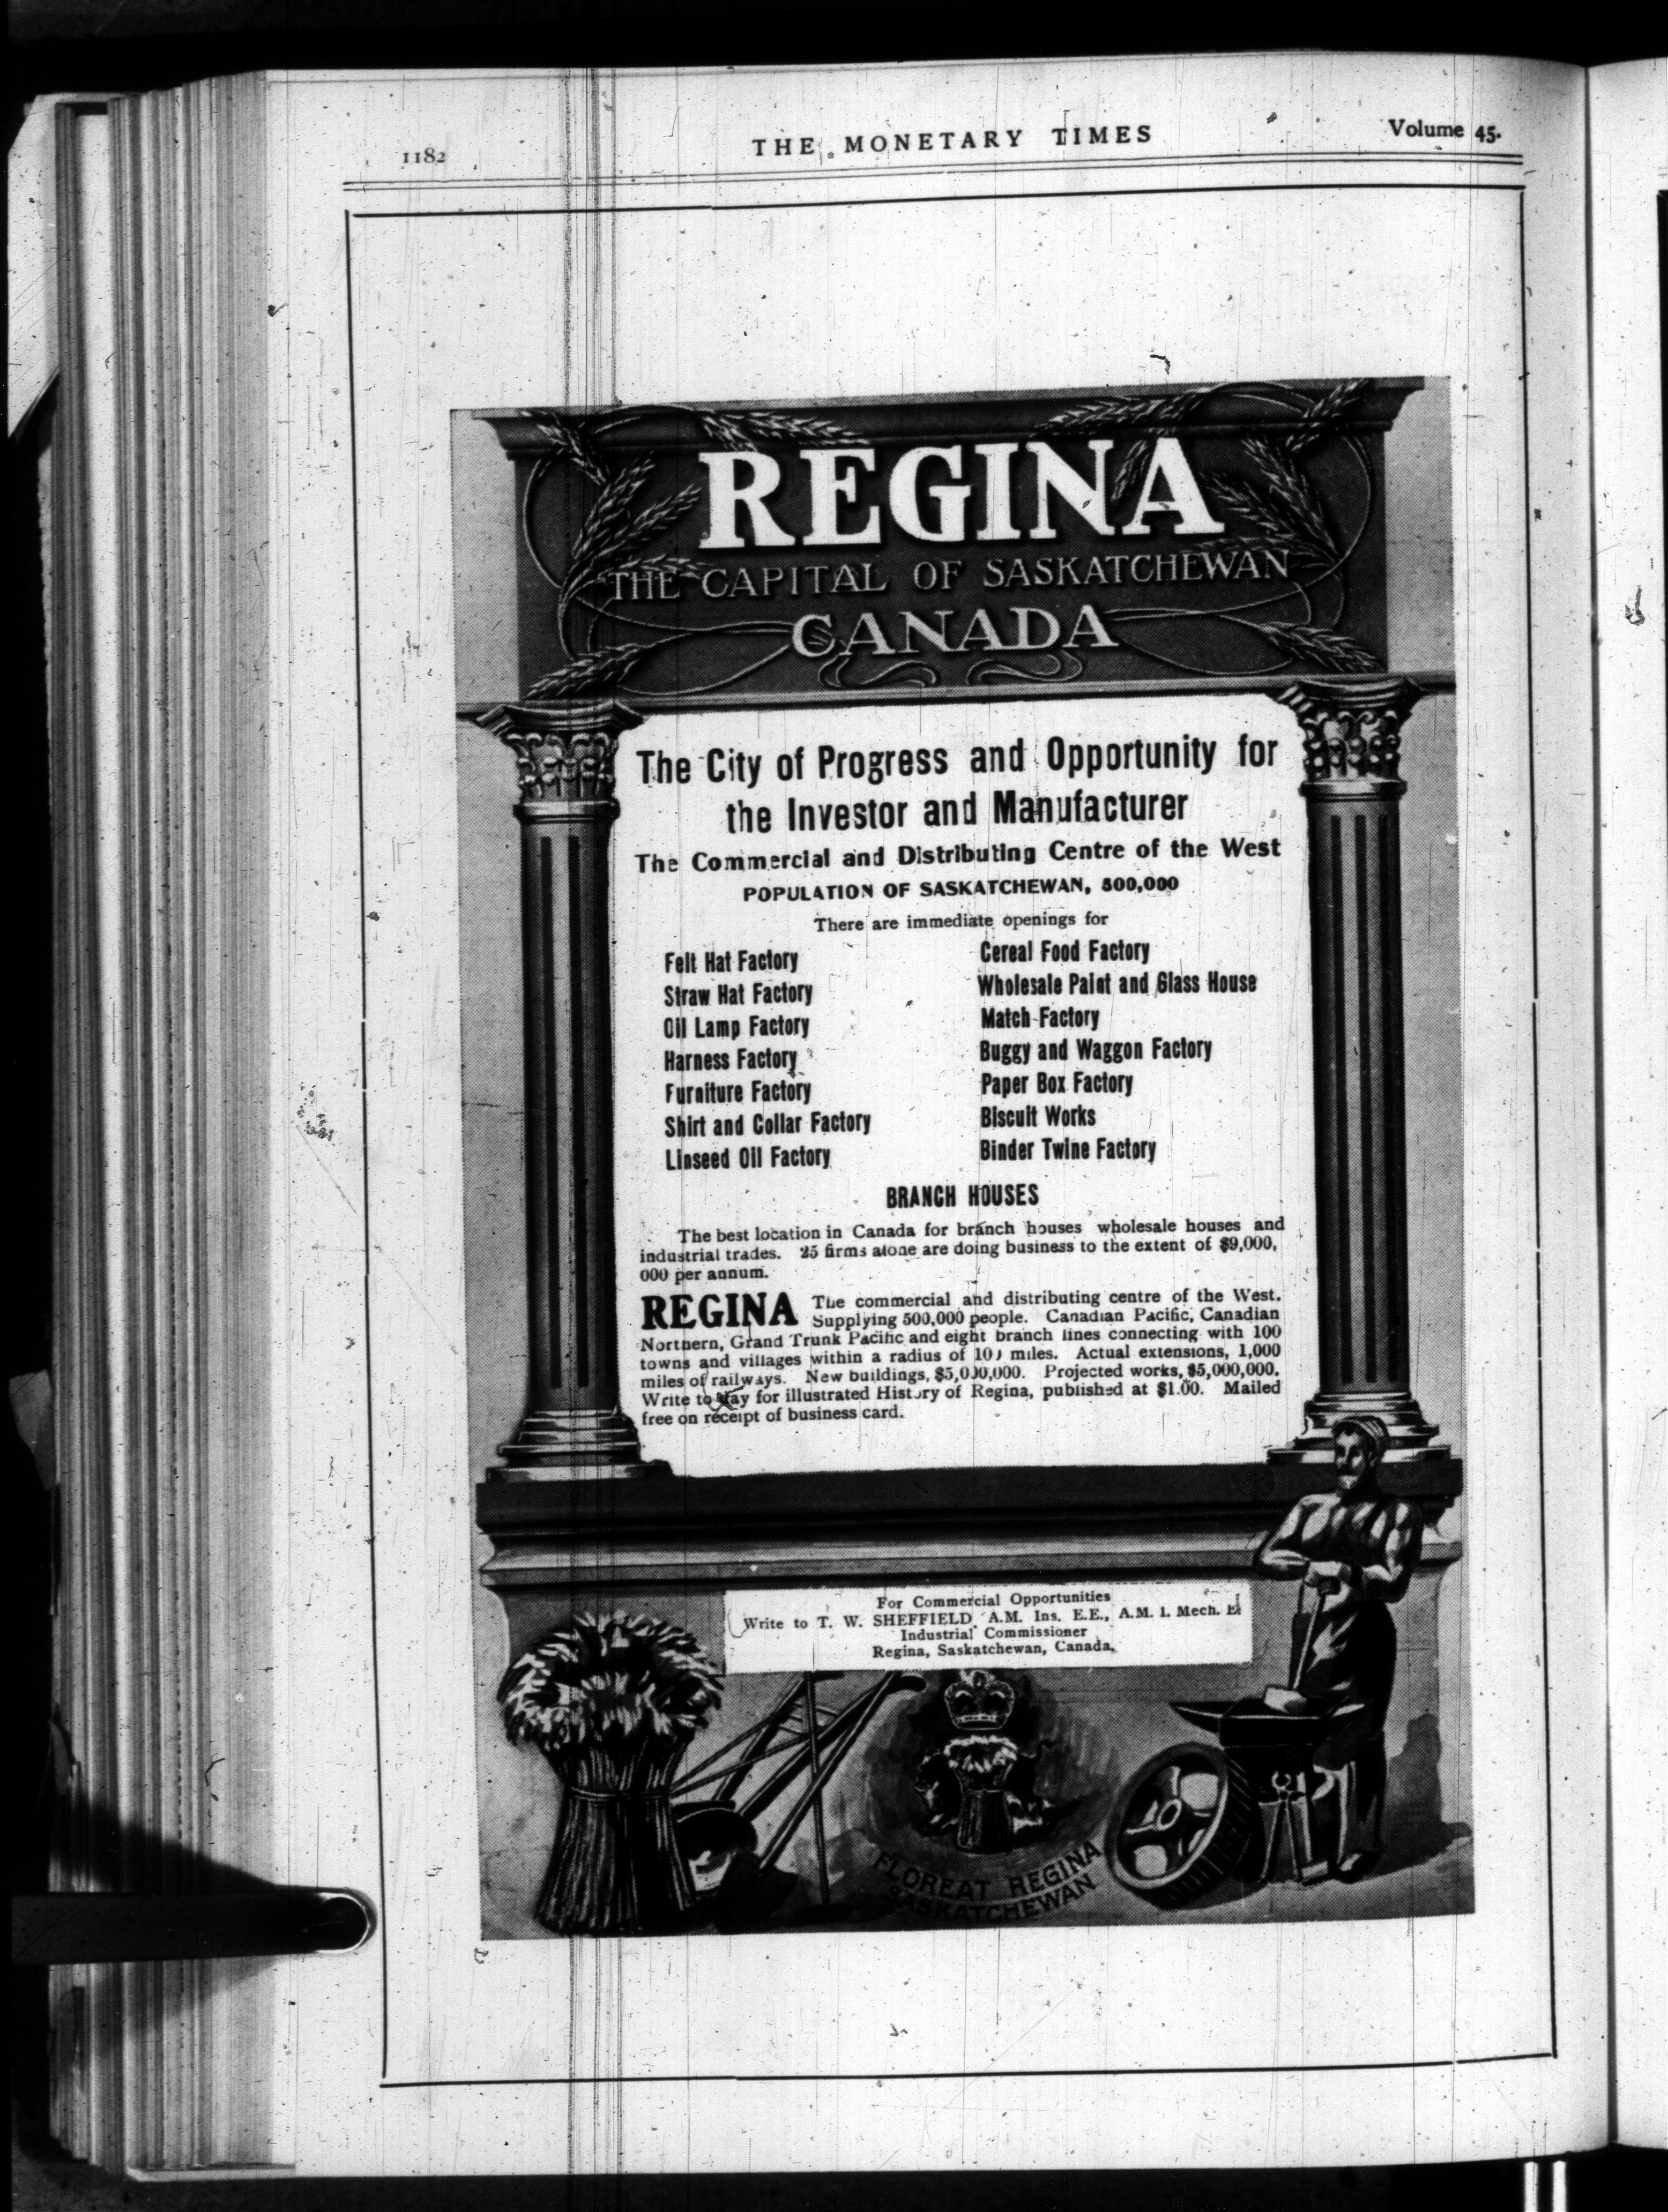 1182
THE MONETARY TIMES
Volume 45.
REGINA
THE CAPITAL OF SASKATCHEWAN
CANADA
The City of Progress and Opportunity for
the Investor and Manufacturer
The Commercial and Distributing Centre of the West
POPULATION OF SASKATCHEWAN, 500,000
There are immediate openings for
Felt Hat Factory
Straw Hat Factory
Oil Lamp Factory
Harness Factory
Furniture Factory
Shirt and Collar Factory
Linseed Oil Factory
Cereal Food Factory
Wholesale Paint and Glass House
Match Factory
Buggy and Waggon Factory
Paper Box Factory
Biscuit Works
Binder Twine Factory
BRANCH HOUSES
The best location in Canada for branch houses wholesale houses and
industrial trades. 25 firms alone are doing business to the extent of $9,000,
000 per annum.
REGINA The commercial and distributing centre of the West.
Supplying 500,000 people. Canadian Pacific, Canadian
Northern, Grand Trunk Pacific and eight branch lines connecting with 100
towns and villages within a radius of 100 miles. Actual extensions, 1,000
miles of railways. New buildings, $5,000,000. Projected works, $5,000,000.
Write to-day for illustrated History of Regina, published at $1.00. Mailed
free on receipt of business card.
For Commercial Opportunities
Write to T. W. SHEFFIELD, A.M. Ins. E.E., A.M. I. Mech. E.
Industrial Commissioner
Regina, Saskatchewan, Canada.
FLOREAT REGINA
SASKATCHEWAN